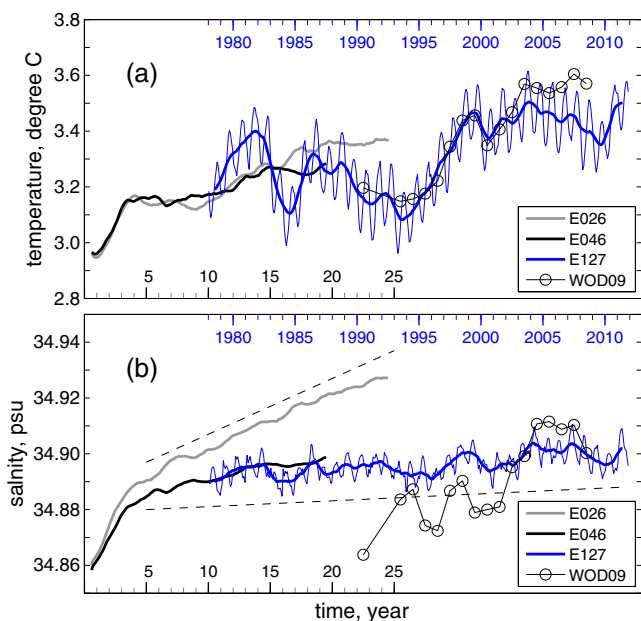 3.8
1980 1985 1990 1995 2000 2005 2010
(a)
3.6
3.4
3.2
3.0
2.8
temperature, degree C
5 10 15 20 25
E026
E046
E127
WOD09
34.94
1980 1985 1990 1995 2000 2005 2010
(b)
34.92
34.90
34.88
34.86
salnity, psu
5 10 15 20 25
E026
E046
E127
WOD09
time, year